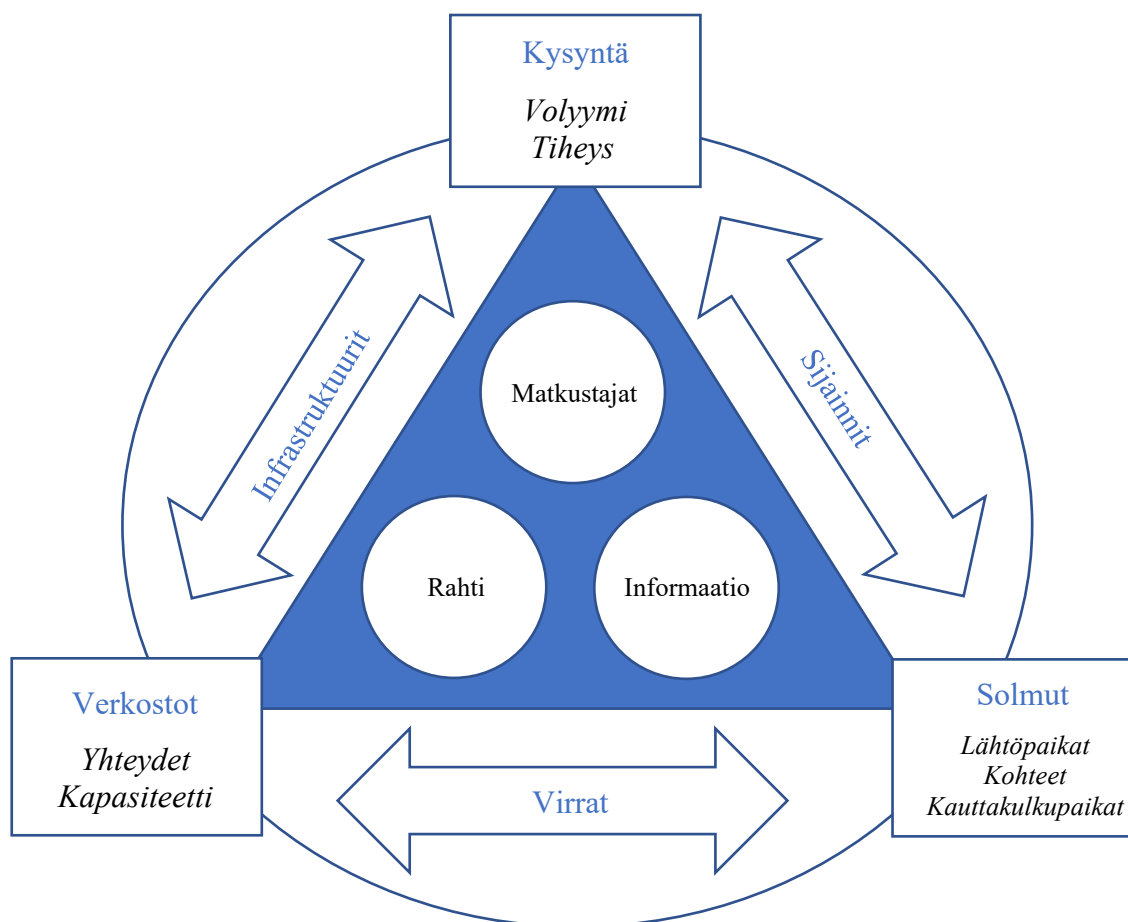 Kysyntä
Volyymi
Tiheys
Infrastruktuurit
Sijainnit
Matkustajat
Rahti
Informaatio
Verkostot
Yhteydet
Kapasiteetti
Virrat
Solmut
Lähtöpaikat
Kohteet
Kauttakulkupaikat